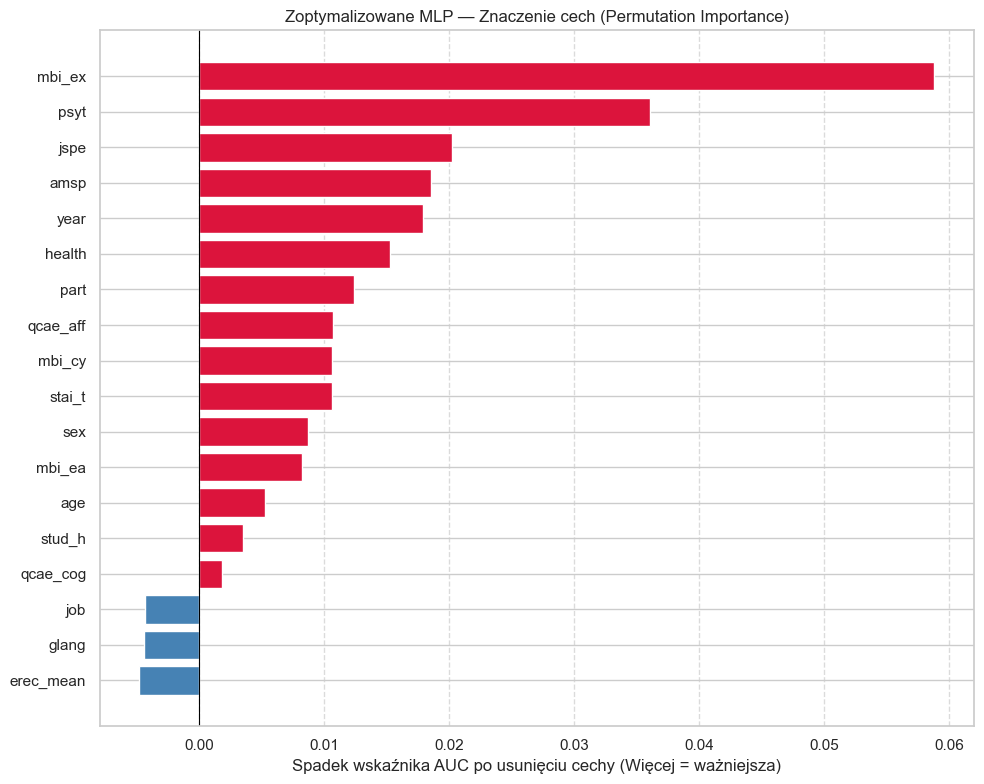 Zoptymalizowane MLP — Znaczenie cech (Permutation Importance)
mbi_ex
psyt
jspe
amsp
year
health
part
qcae_aff
mbi_cy
stai_t
sex
mbi_ea
age
stud_h
qcae_cog
job
glang
erec_mean
0.00 0.01 0.02 0.03 0.04 0.05 0.06
Spadek wskaźnika AUC po usunięciu cechy (Więcej = ważniejsza)